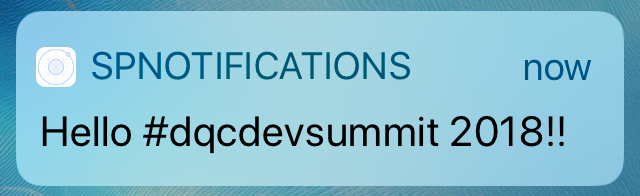 SPNOTIFICATIONS now
Hello #dqcdevsummit 2018!!